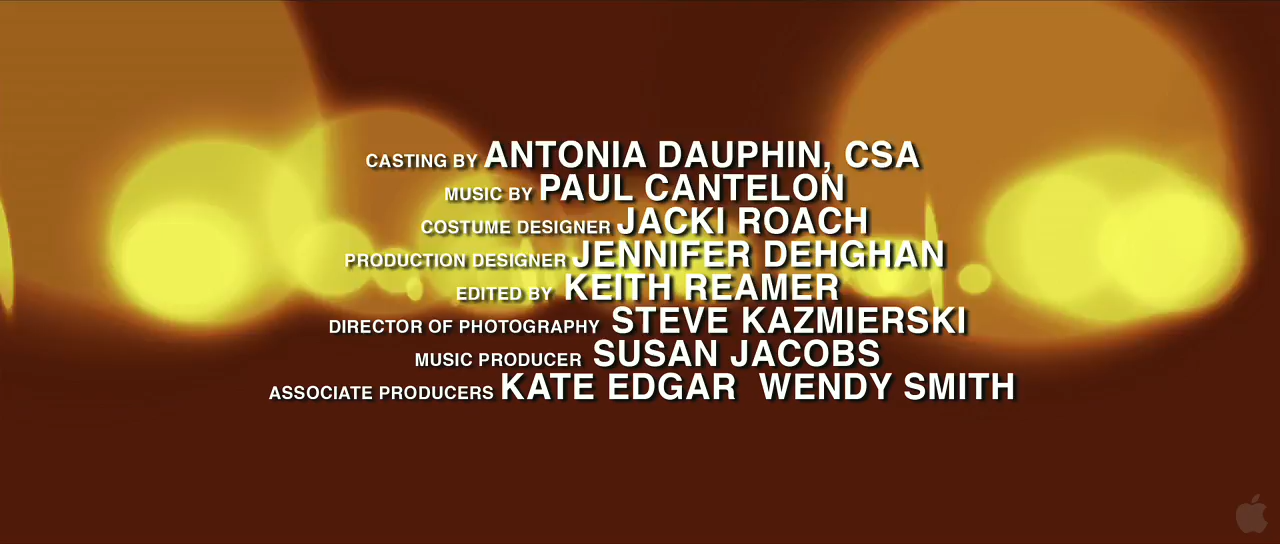 CASTING BY ANTONIA DAUPHIN, CSA
MUSIC BY PAUL CANTELON
COSTUME DESIGNER JACKI ROACH
PRODUCTION DESIGNER JENNIFER DEHGHAN
EDITED BY KEITH REAMER
DIRECTOR OF PHOTOGRAPHY STEVE KAZMIERSKI
MUSIC PRODUCER SUSAN JACOBS
ASSOCIATE PRODUCERS KATE EDGAR WENDY SMITH